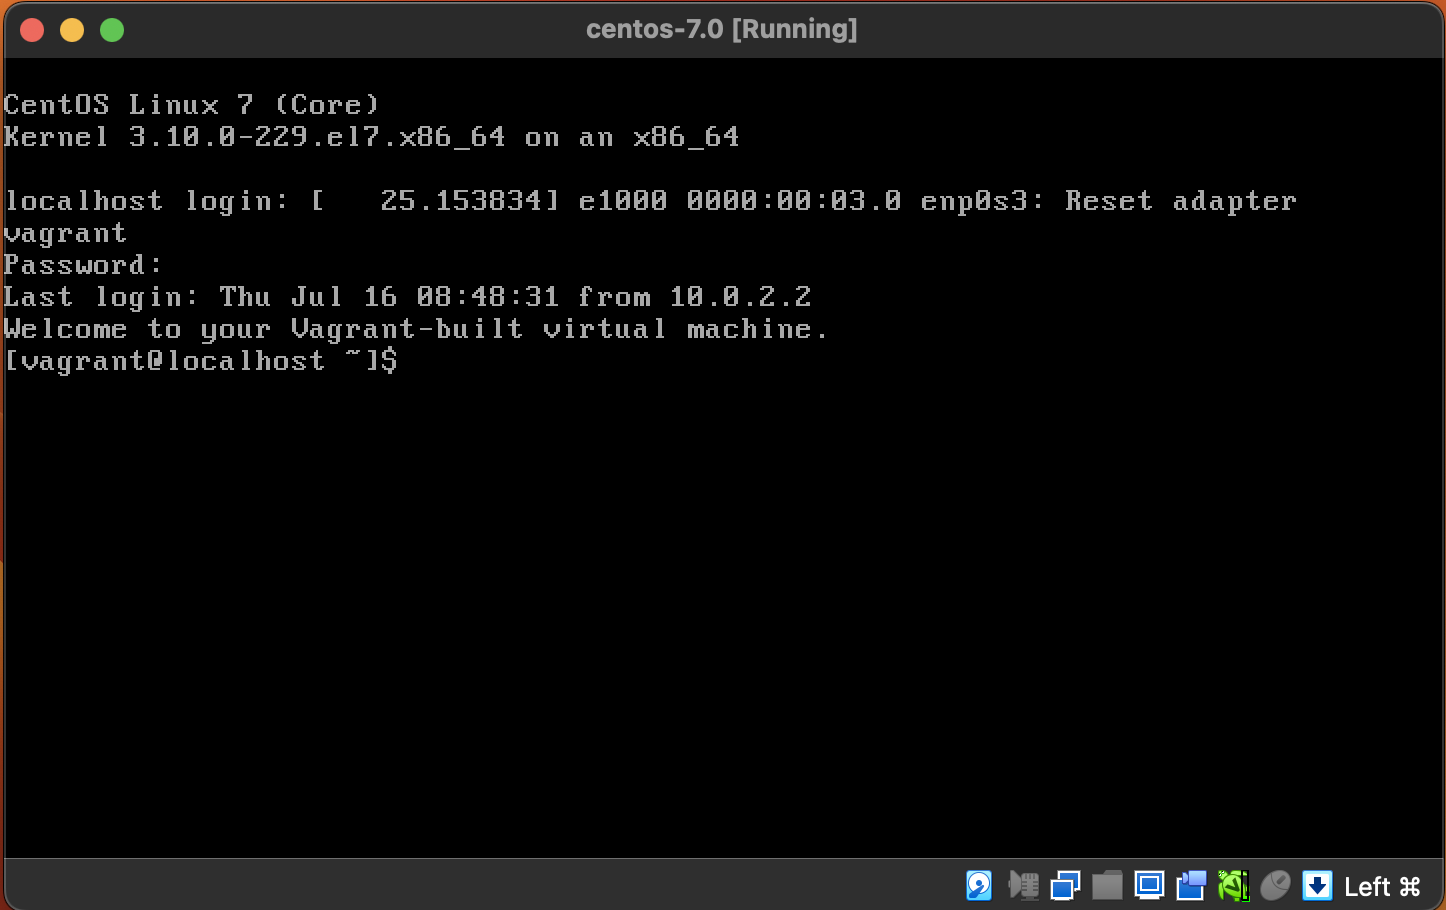 centos-7.0 [Running]
CentOS Linux 7 (Core)
Kernel 3.10.0-229.el7.x86_64 on an x86_64
localhost login: [   25.153834] e1000 0000:00:03.0 enp0s3: Reset adapter
vagrant
Password:
Last login: Thu Jul 16 08:48:31 from 10.0.2.2
Welcome to your Vagrant-built virtual machine.
[vagrant@localhost ~]$
Left ⌘